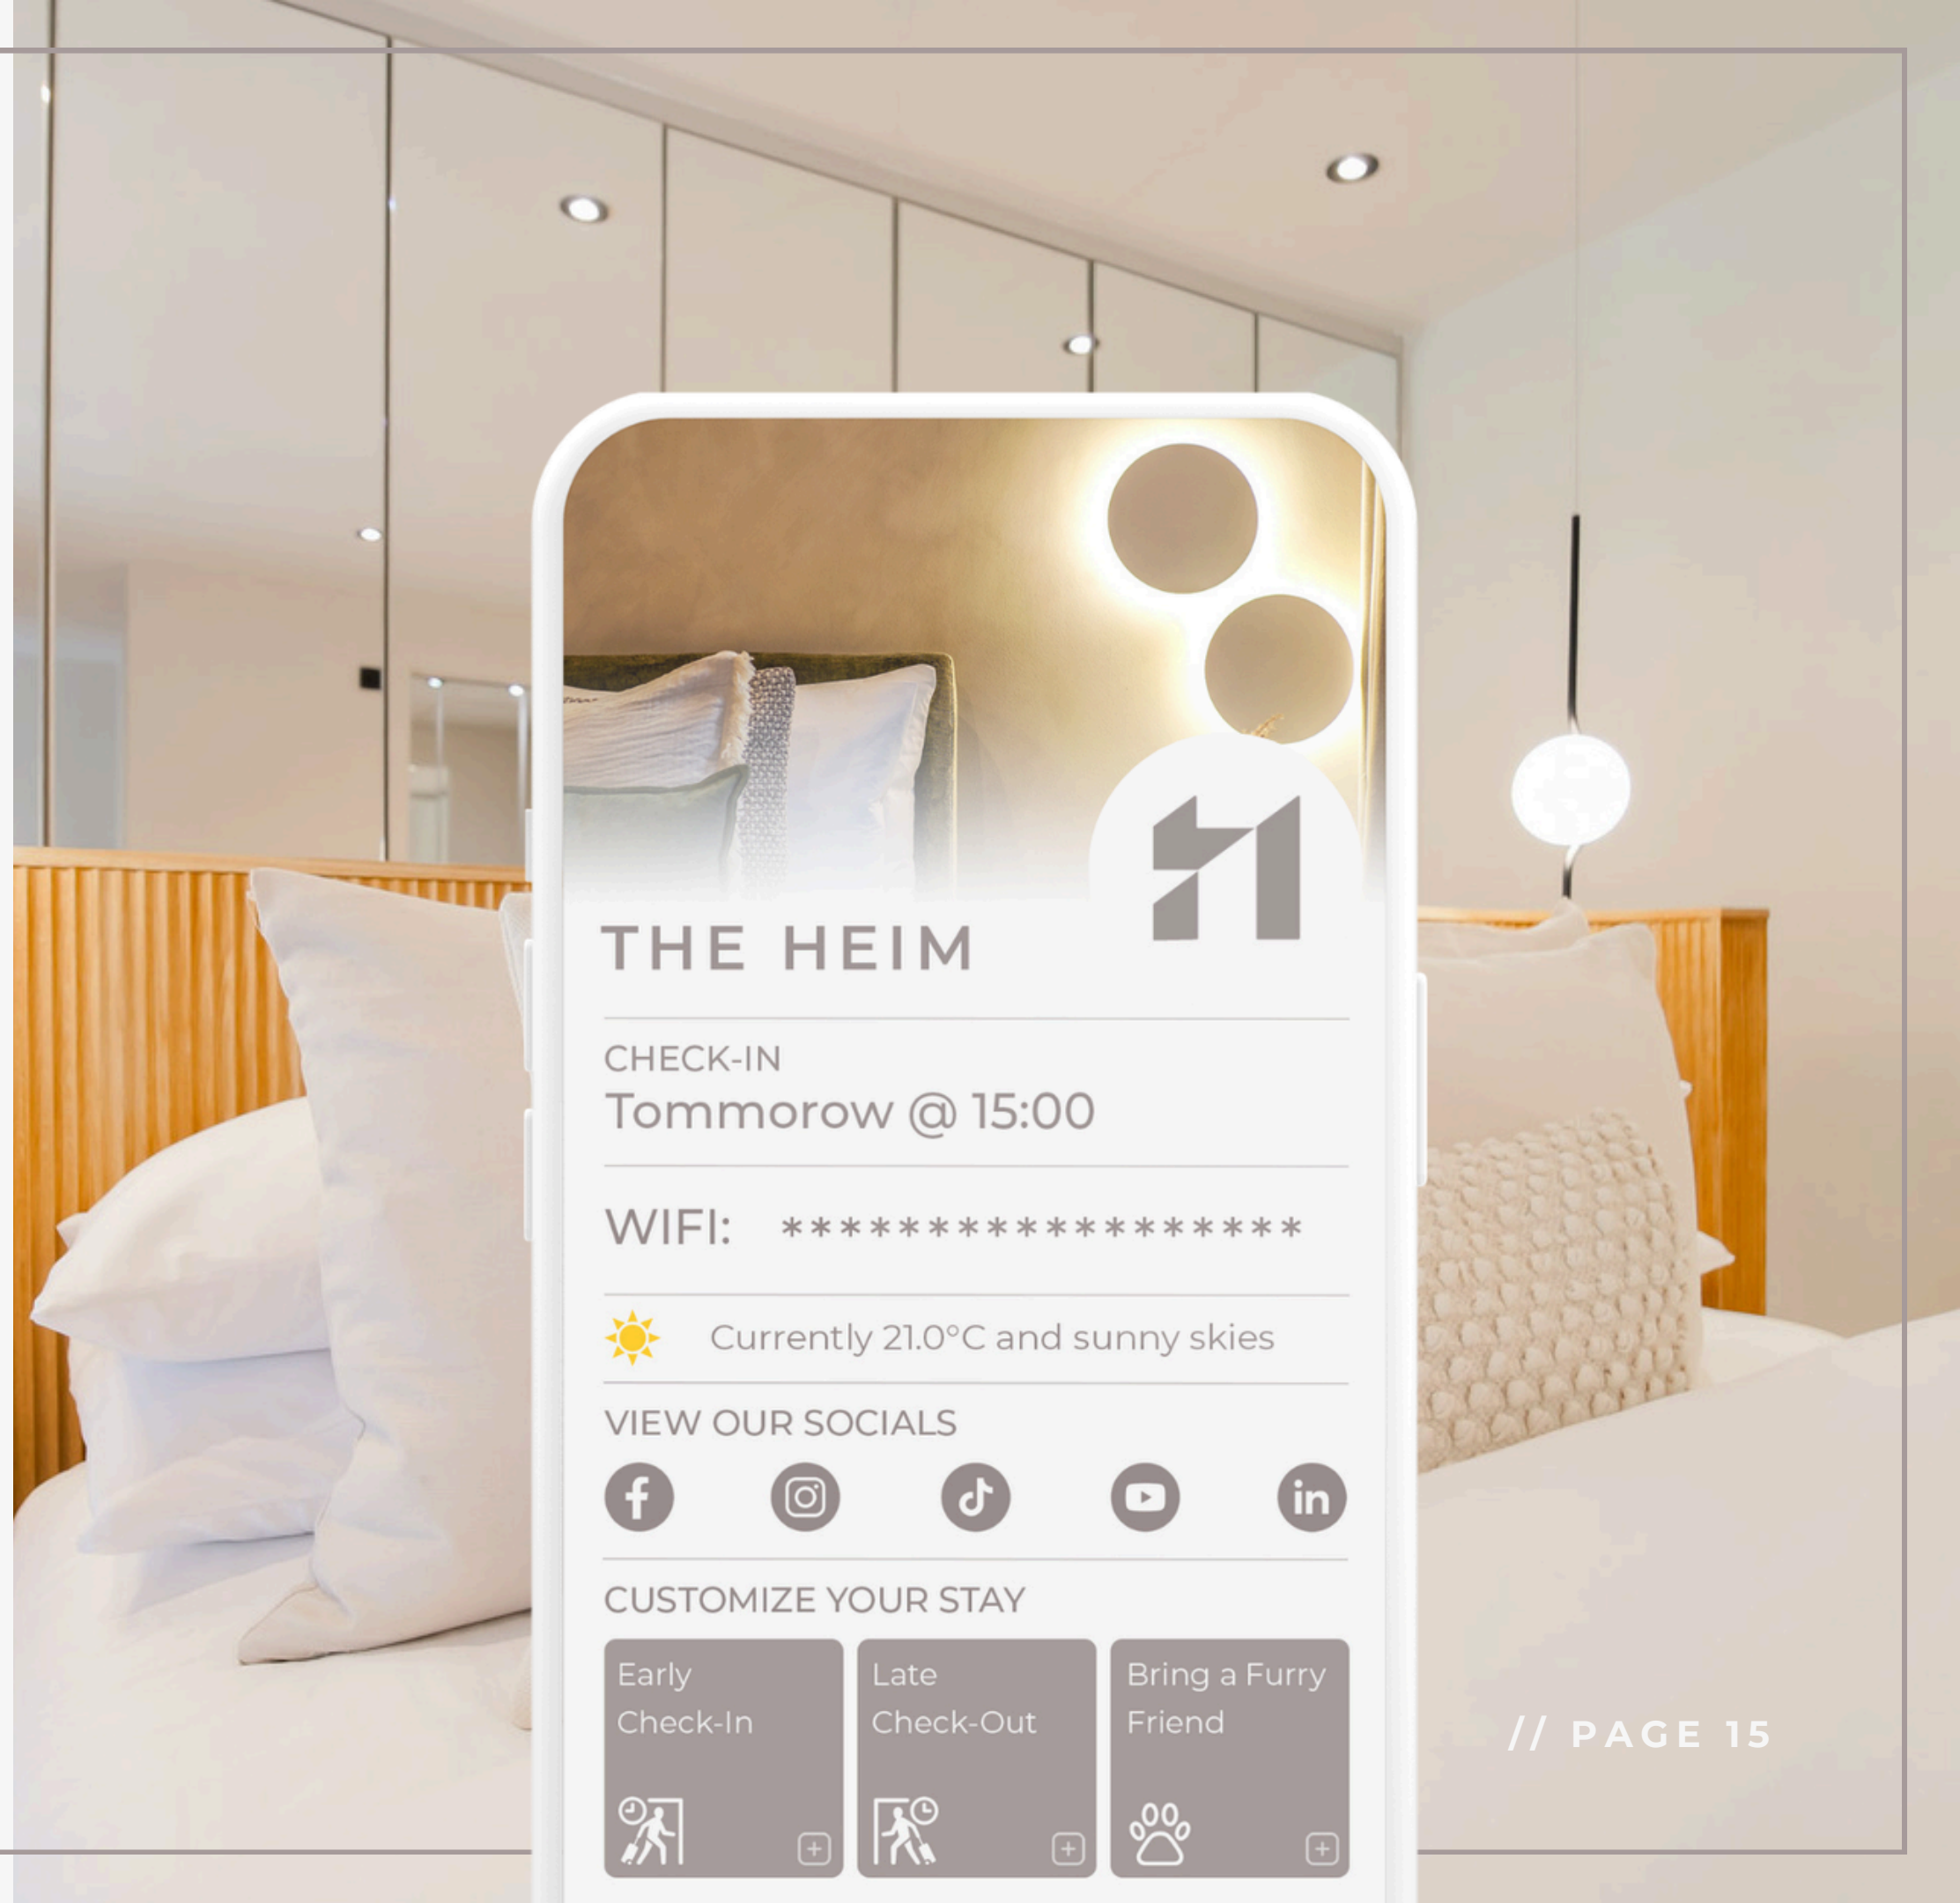 THE HEIM
CHECK-IN
Tommorow @ 15:00
WIFI: ******************
Currently 21.0°C and sunny skies
VIEW OUR SOCIALS
CUSTOMIZE YOUR STAY
Early
Check-In
Late
Check-Out
Bring a Furry
Friend
// PAGE 15